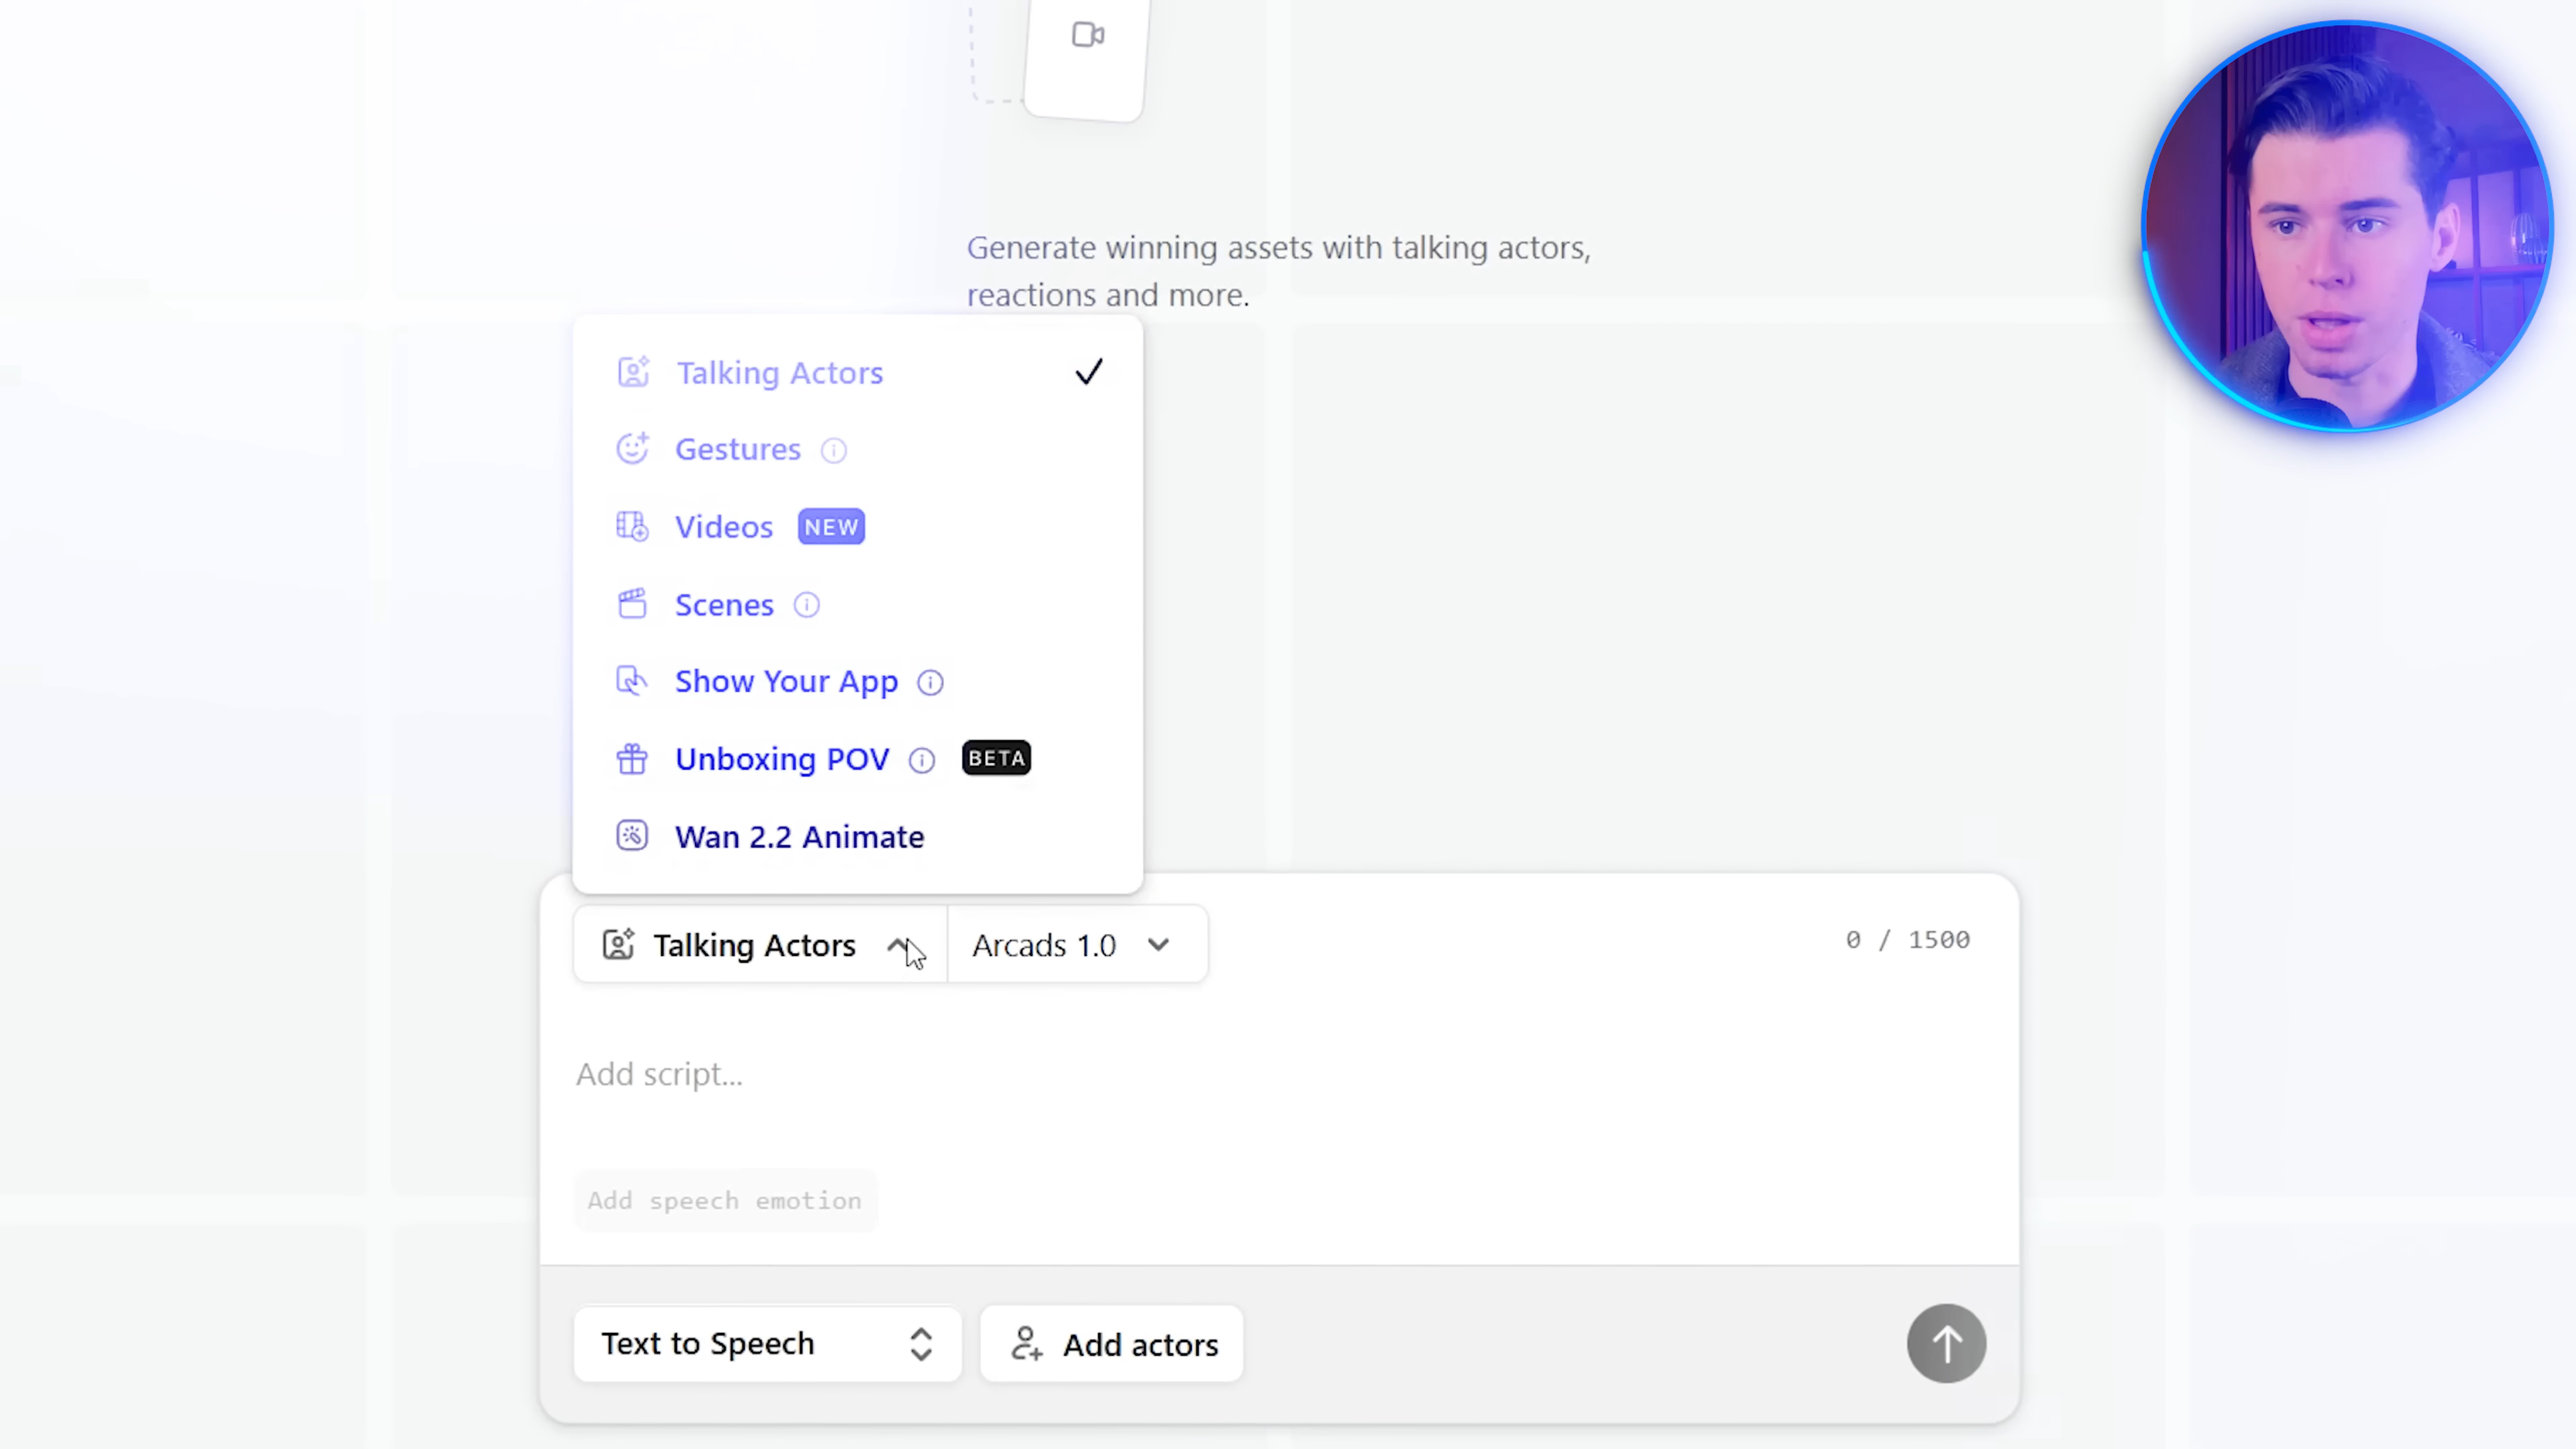 Generate winning assets with talking actors,
reactions and more.
Talking Actors
Gestures
Videos NEW
Scenes
Show Your App
Unboxing POV BETA
Wan 2.2 Animate
Talking Actors Arcads 1.0 0 / 1500
Add script...
Add speech emotion
Text to Speech Add actors